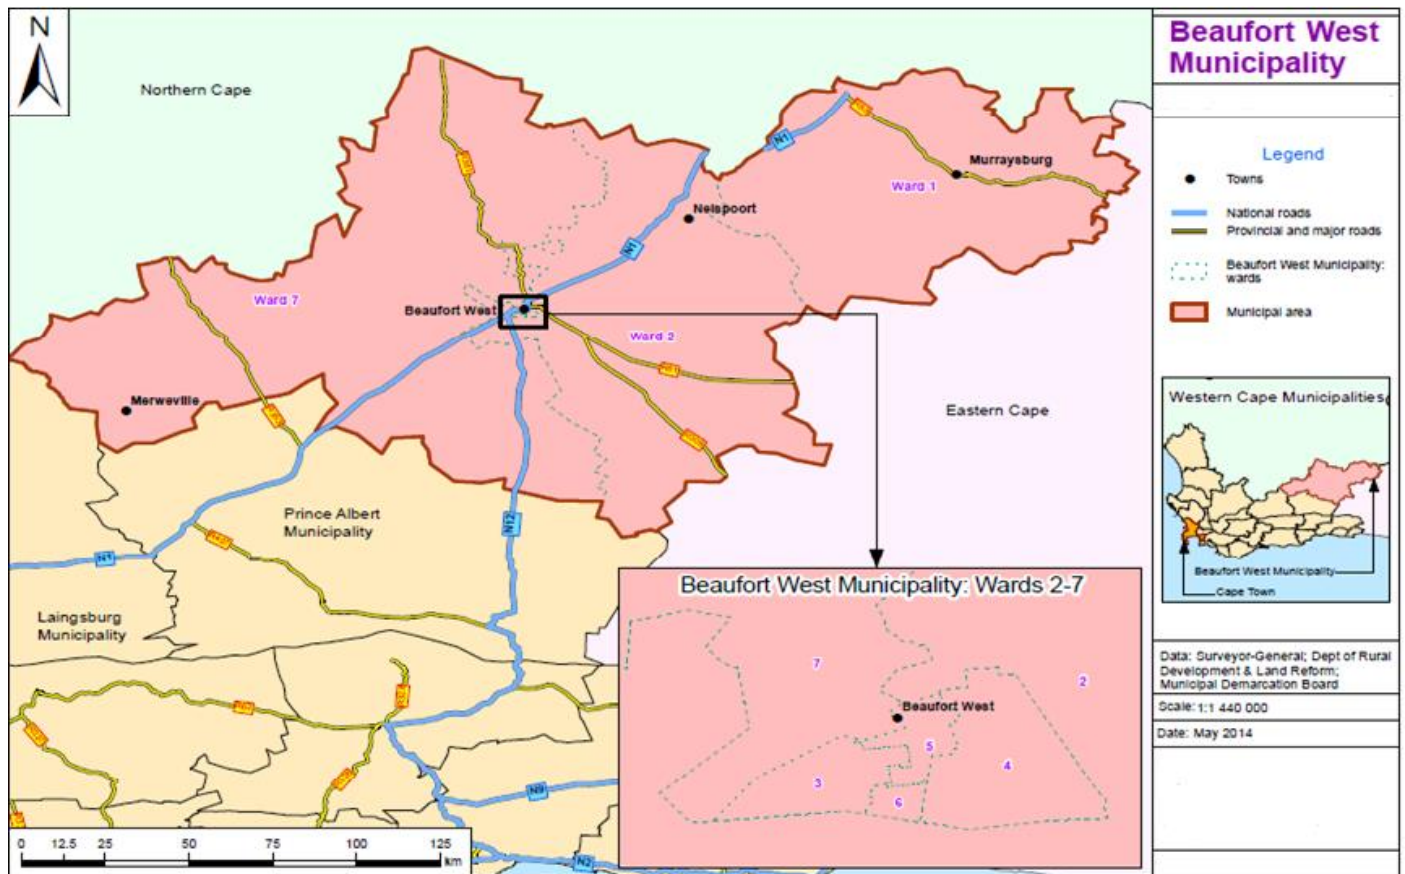 N
Northern Cape
N1
Murraysburg
Ward 1
Nelspoort
N1
Ward 7
Beaufort West
Ward 2
Merweville
Eastern Cape
Prince Albert
Municipality
N12
N1
Laingsburg
Municipality
N9
N2
0 12.5 25 50 75 100 125
km
Beaufort West Municipality: Wards 2-7
7
2
Beaufort West
5
4
3
6
Beaufort West
Municipality
Legend
Towns
National roads
Provincial and major roads
Beaufort West Municipality:
wards
Municipal area
Western Cape Municipalities
Beaufort West Municipality
Cape Town
Data: Surveyor-General; Dept of Rural
Development & Land Reform;
Municipal Demarcation Board
Scale: 1:1 440 000
Date: May 2014